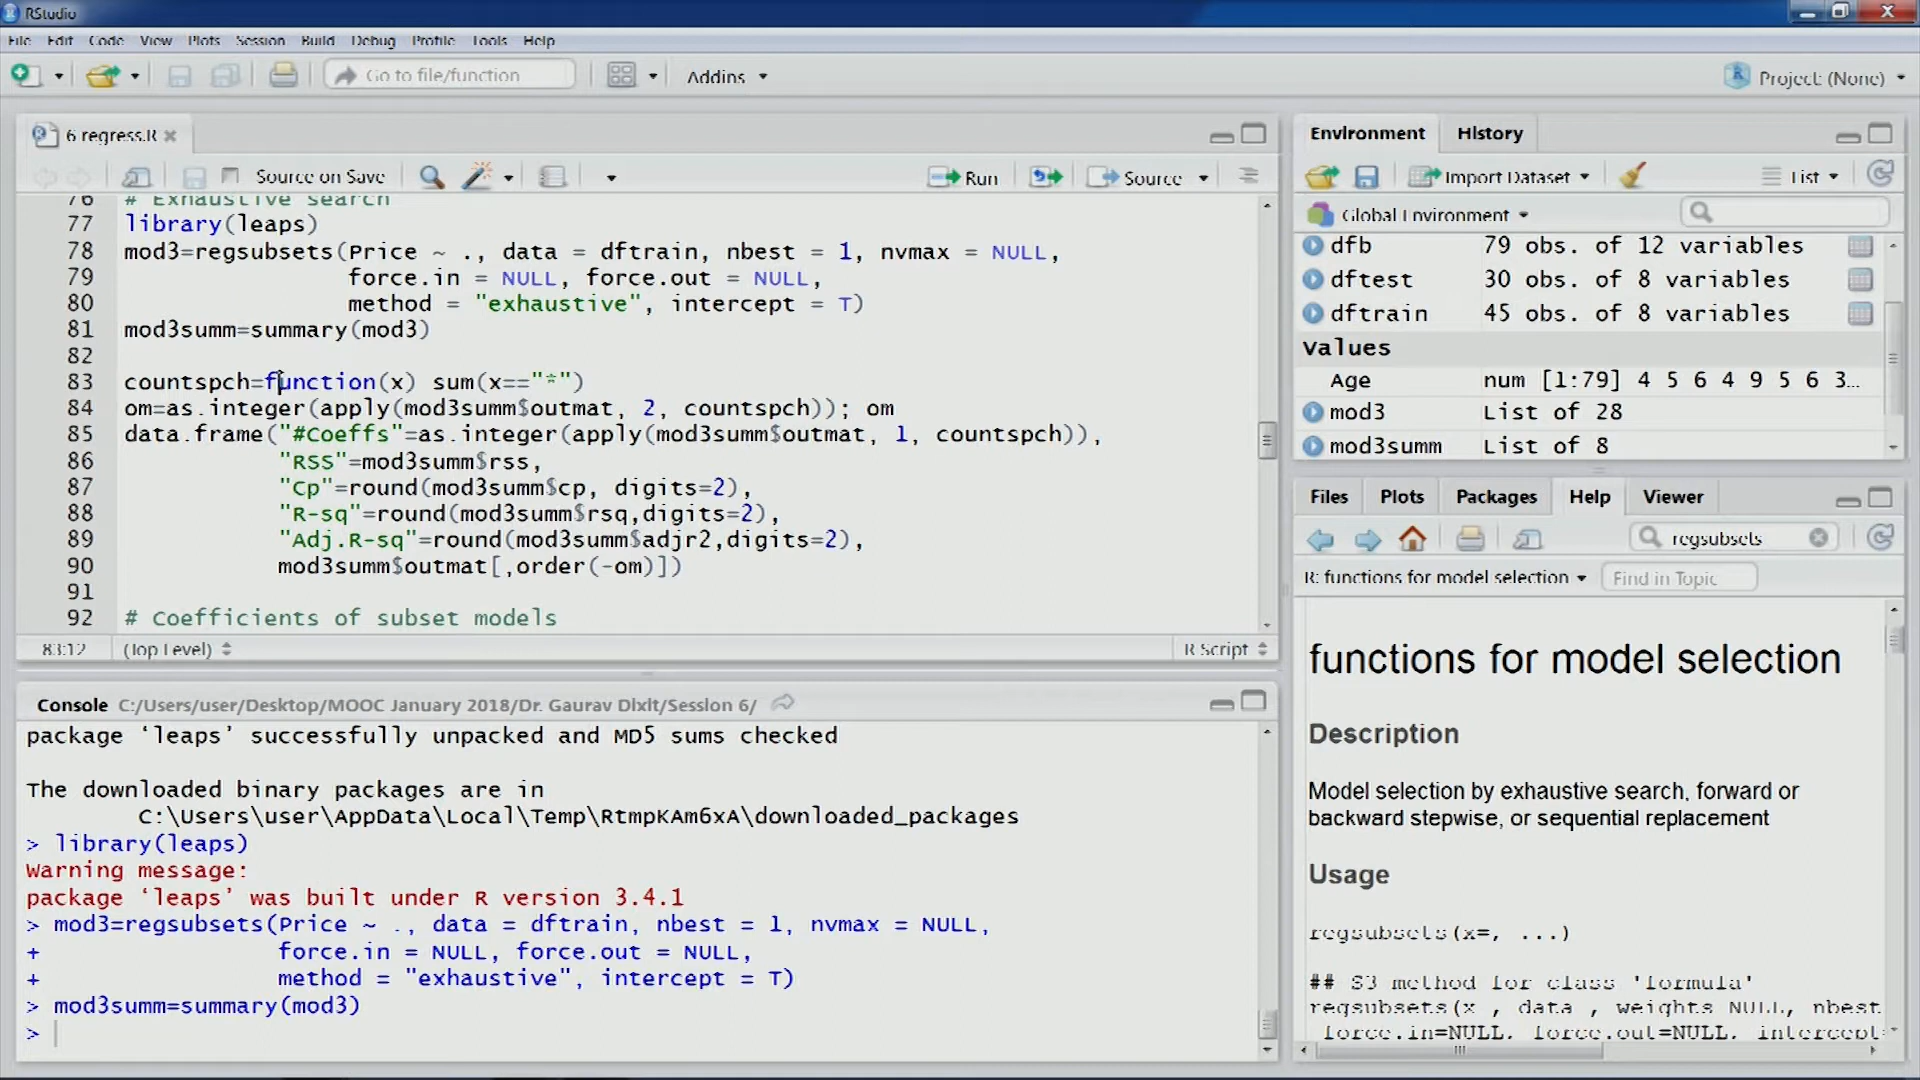 RStudio
File Edit Code View Plots Session Build Debug Profile Tools Help
Go to file/function Addins Project: (None)
6 regress.R
Source on Save Run Source
76 # Exhaustive search
77 library(leaps)
78 mod3=regsubsets(Price ~ ., data = dftrain, nbest = 1, nvmax = NULL,
79 force.in = NULL, force.out = NULL,
80 method = "exhaustive", intercept = T)
81 mod3summ=summary(mod3)
82
83 countspch=function(x) sum(x=="*")
84 om=as.integer(apply(mod3summ$outmat, 2, countspch)); om
85 data.frame("#Coeffs"=as.integer(apply(mod3summ$outmat, 1, countspch)),
86 "RSS"=mod3summ$rss,
87 "Cp"=round(mod3summ$cp, digits=2),
88 "R-sq"=round(mod3summ$rsq,digits=2),
89 "Adj.R-sq"=round(mod3summ$adjr2,digits=2),
90 mod3summ$outmat[,order(-om)])
91
92 # Coefficients of subset models
83:12 (Top Level) R Script
Console C:/Users/user/Desktop/MOOC January 2018/Dr. Gaurav Dixit/Session 6/
package ‘leaps’ successfully unpacked and MD5 sums checked
The downloaded binary packages are in
C:\Users\user\AppData\Local\Temp\RtmpKAm6xA\downloaded_packages
> library(leaps)
Warning message:
package ‘leaps’ was built under R version 3.4.1
> mod3=regsubsets(Price ~ ., data = dftrain, nbest = 1, nvmax = NULL,
+ force.in = NULL, force.out = NULL,
+ method = "exhaustive", intercept = T)
> mod3summ=summary(mod3)
>
Environment History
Import Dataset List
Global Environment
dfb 79 obs. of 12 variables
dftest 30 obs. of 8 variables
dftrain 45 obs. of 8 variables
Values
Age num [1:79] 4 5 6 4 9 5 6 3...
mod3 List of 28
mod3summ List of 8
Files Plots Packages Help Viewer
regsubsets
R: functions for model selection Find in Topic
functions for model selection
Description
Model selection by exhaustive search, forward or
backward stepwise, or sequential replacement
Usage
regsubsets(x=, ...)
## S3 method for class 'formula'
regsubsets(x , data , weights NULL, nbest
force.in=NULL, force.out=NULL, intercept=